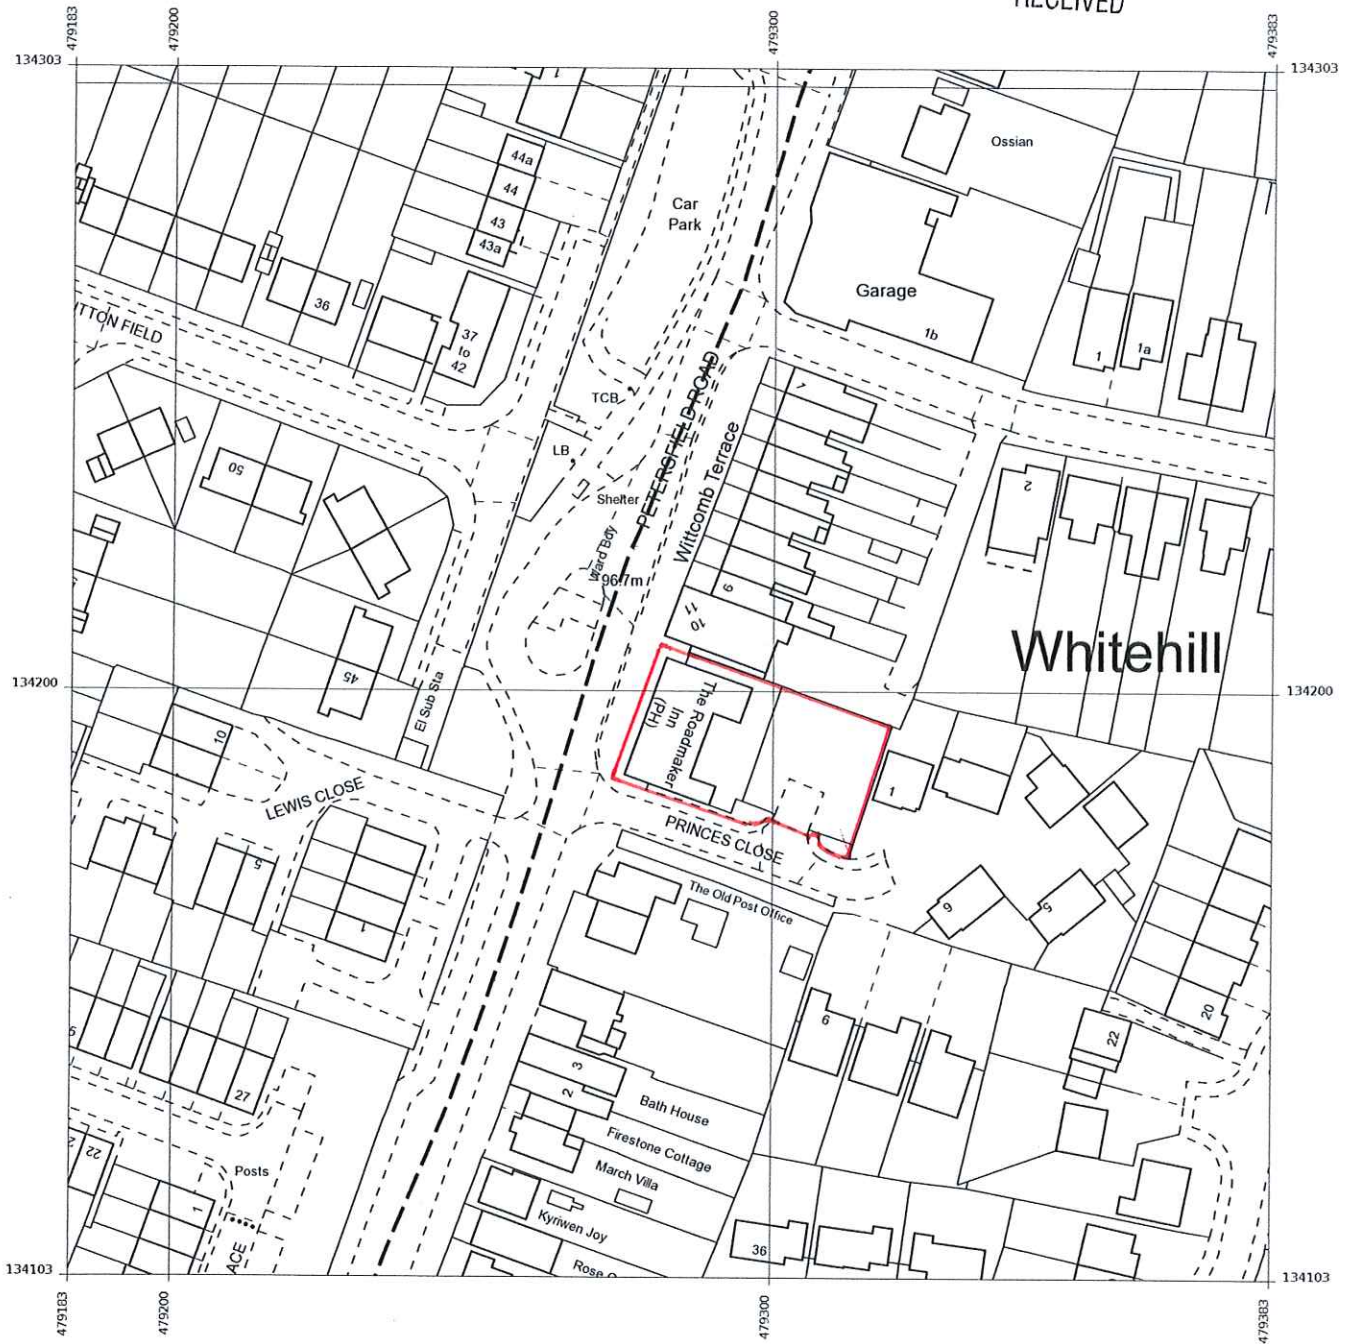 RECEIVED
479183
479200
479300
479383
134303
134303
Ossian
44a
44
43
43a
Car
Park
Garage
1b
36
37
to
42
TTON FIELD
1
1a
TCB
1
PETERSFIELD ROAD
Wittcomb Terrace
LB
50
2
Shelter
Ward Bdy
96.7m
9
10
11
Whitehill
45
134200
134200
El Sub Sta
The Roadmaker
Inn
(PH)
10
1
LEWIS CLOSE
PRINCES CLOSE
5
The Old Post Office
1
6
5
6
20
22
9
3
2
27
Bath House
Firestone Cottage
March Villa
22
Posts
1
Kyriwen Joy
36
ACE
Rose
134103
134103
479183
479200
479300
479383